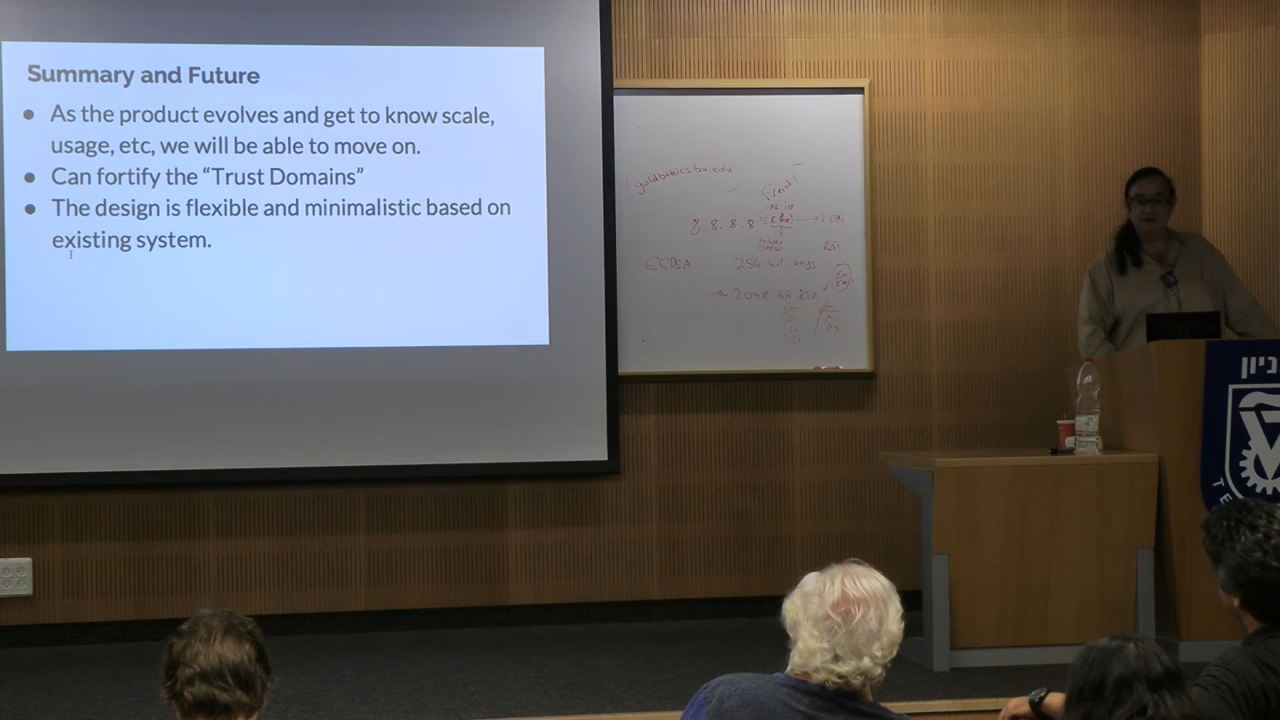 Summary and Future
● As the product evolves and get to know scale,
usage, etc, we will be able to move on.
● Can fortify the “Trust Domains”
● The design is flexible and minimalistic based on
existing system.
8.8.8.8
ECDSA 256 bit keys
2048 bit RSA
ניון
TE